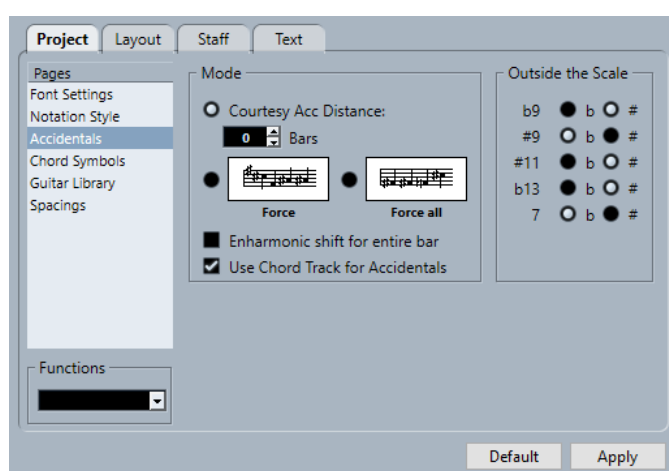 Project Layout Staff Text
Pages
Font Settings
Notation Style
Accidentals
Chord Symbols
Guitar Library
Spacings
Functions
Mode
Courtesy Acc Distance:
0 Bars
Force Force all
Enharmonic shift for entire bar
Use Chord Track for Accidentals
Outside the Scale
b9 b #
#9 b #
#11 b #
b13 b #
7 b #
Default Apply